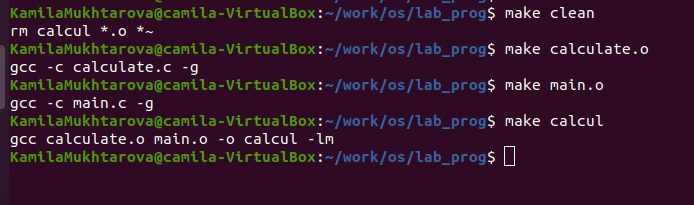 KamilaMukhtarova@camila-VirtualBox:~/work/os/lab_prog$ make clean
rm calcul *.o *~
KamilaMukhtarova@camila-VirtualBox:~/work/os/lab_prog$ make calculate.o
gcc -c calculate.c -g
KamilaMukhtarova@camila-VirtualBox:~/work/os/lab_prog$ make main.o
gcc -c main.c -g
KamilaMukhtarova@camila-VirtualBox:~/work/os/lab_prog$ make calcul
gcc calculate.o main.o -o calcul -lm
KamilaMukhtarova@camila-VirtualBox:~/work/os/lab_prog$